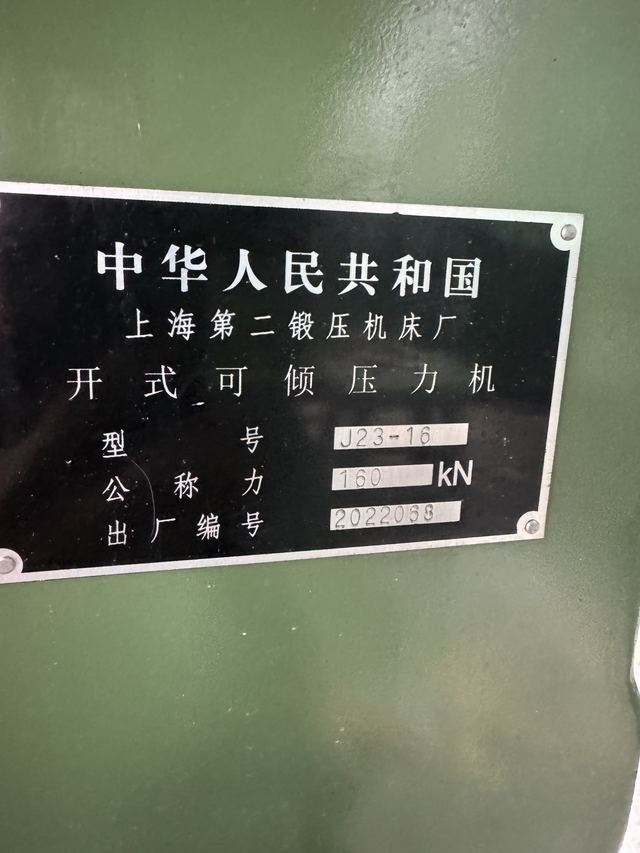 中华人民共和国
上海第二锻压机床厂
开式可倾压力机
型号 J23-16
公称力 160 kN
出厂编号 2022068